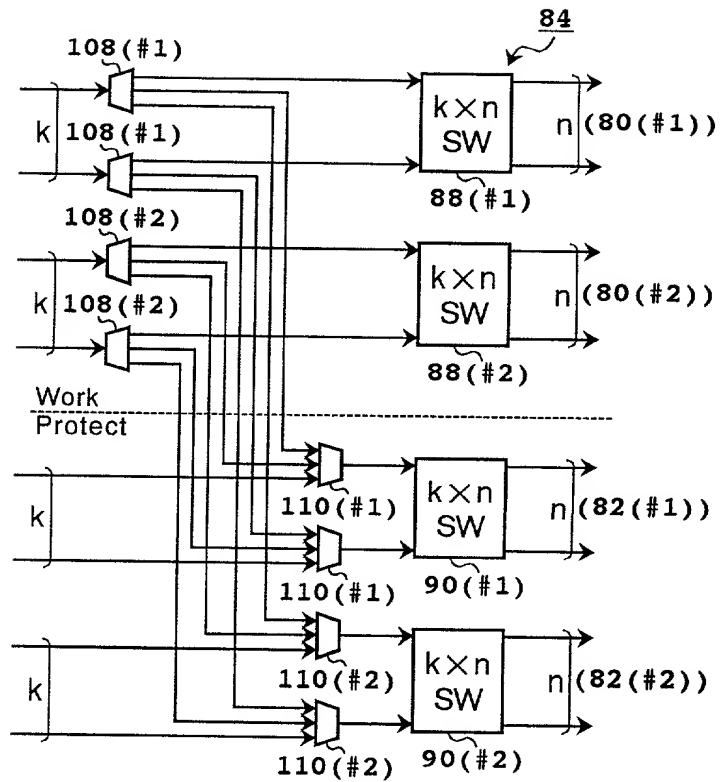 84
108(#1)
k
108(#1)
k×n
SW
n(80(#1))
88(#1)
108(#2)
k
108(#2)
k×n
SW
n(80(#2))
88(#2)
Work
Protect
k
110(#1)
k×n
SW
n(82(#1))
110(#1)
90(#1)
k
110(#2)
k×n
SW
n(82(#2))
110(#2)
90(#2)